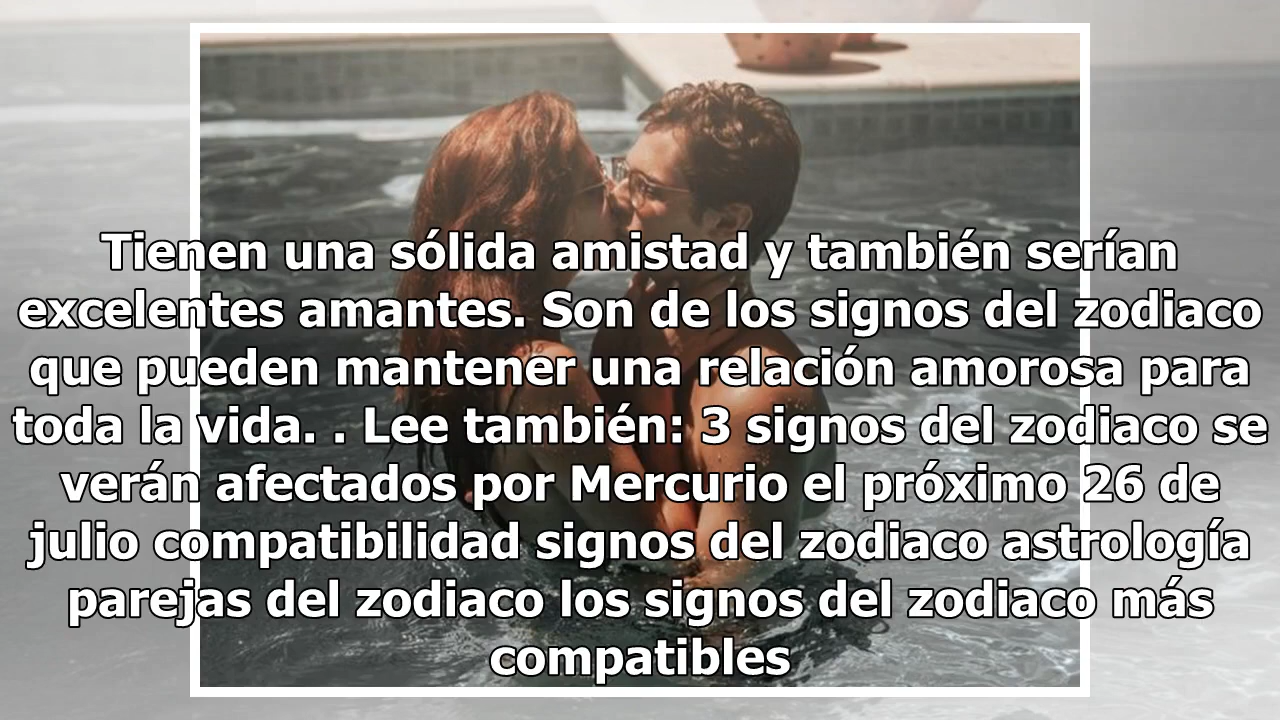 Tienen una sólida amistad y también serían
excelentes amantes. Son de los signos del zodiaco
que pueden mantener una relación amorosa para
toda la vida. . Lee también: 3 signos del zodiaco se
verán afectados por Mercurio el próximo 26 de
julio compatibilidad signos del zodiaco astrología
parejas del zodiaco los signos del zodiaco más
compatibles